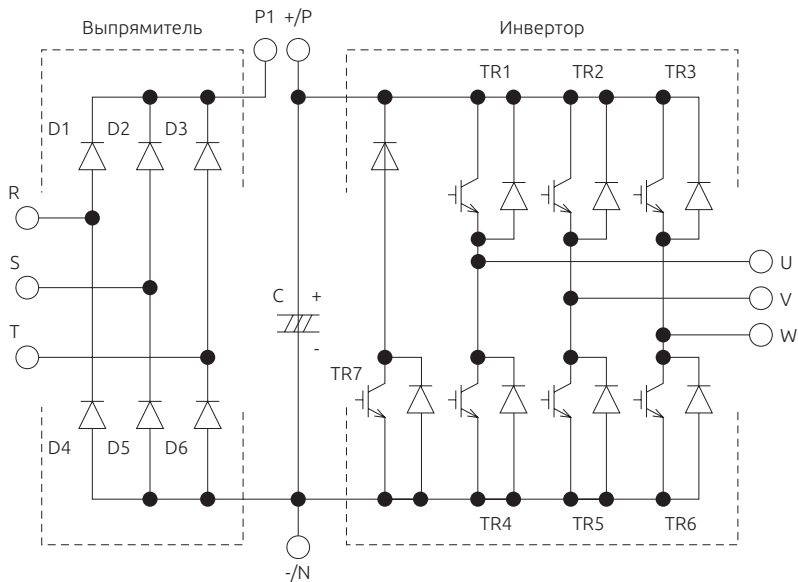 Выпрямитель
P1 +/P
Инвертор
TR1 TR2 TR3
D1 D2 D3
R
S
T
C +
-
U
V
W
TR7
D4 D5 D6
TR4 TR5 TR6
-/N